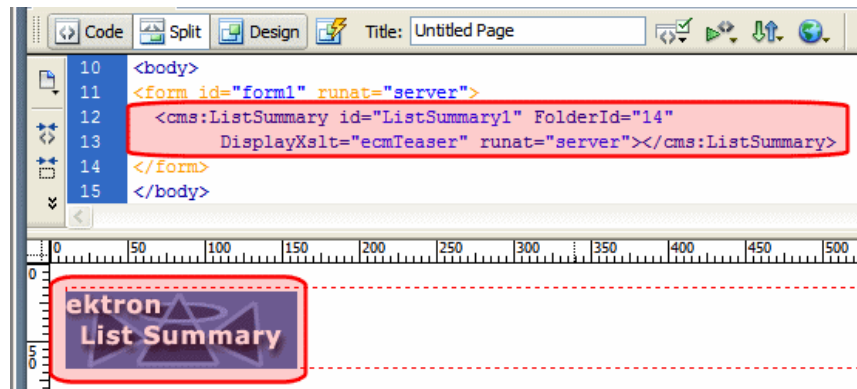 Code Split Design Title: Untitled Page
10 <body>
11 <form id="form1" runat="server">
12 <cms:ListSummary id="ListSummary1" FolderId="14"
13 DisplayXslt="ecmTeaser" runat="server"></cms:ListSummary>
14 </form>
15 </body>
0 50 100 150 200 250 300 350 400 450 500
0
ektron
List Summary
50